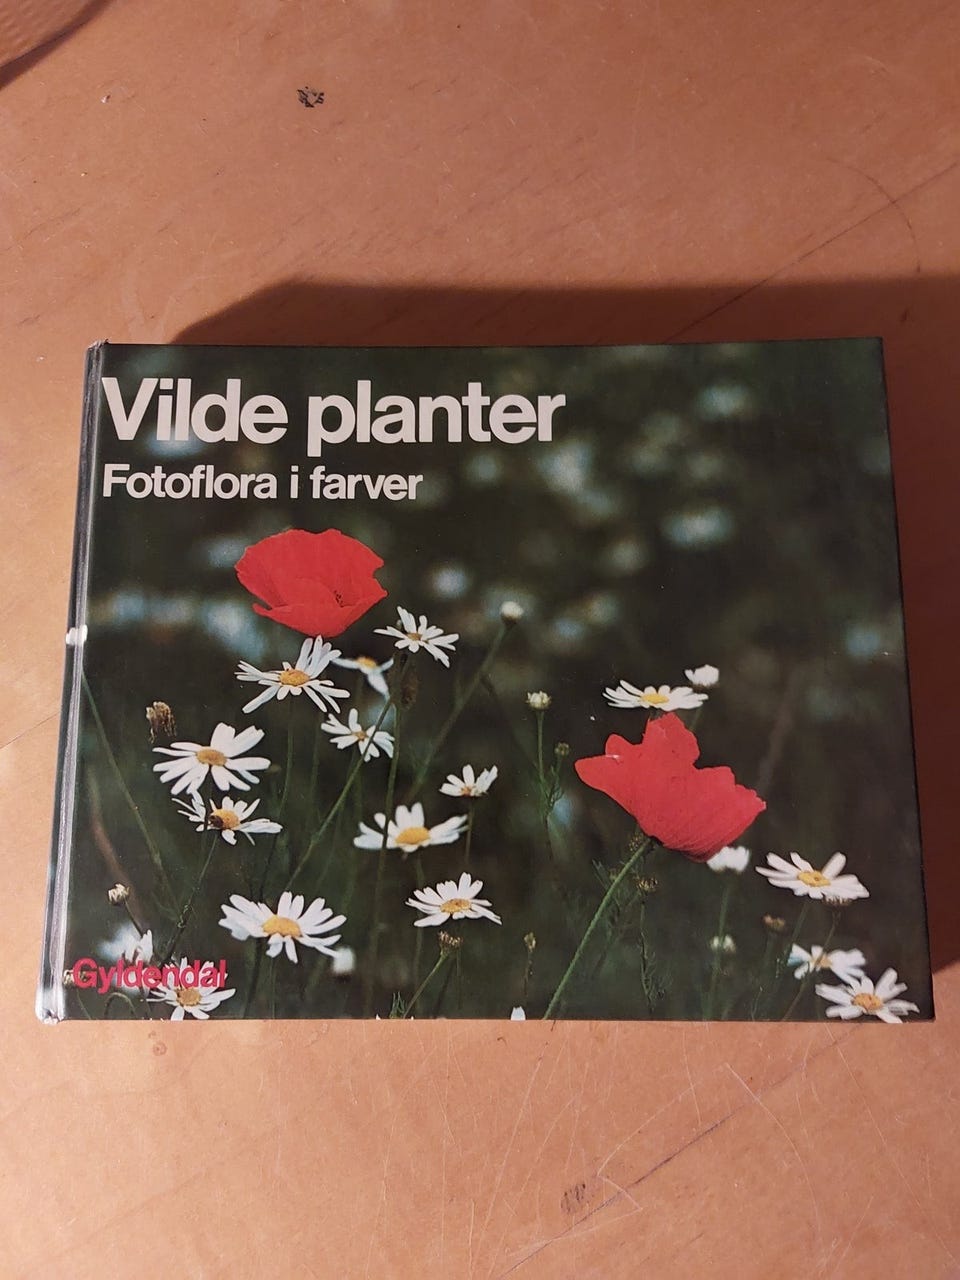 Vilde planter
Fotoflora i farver
Gyldendal